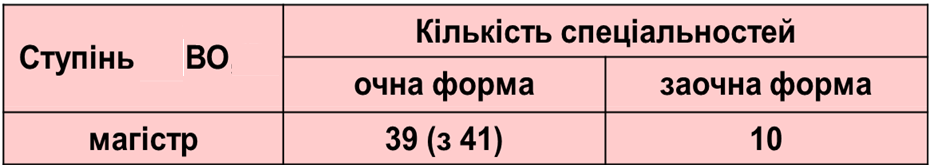 Ступінь ВО
Кількість спеціальностей
очна форма
заочна форма
магістр
39 (з 41)
10